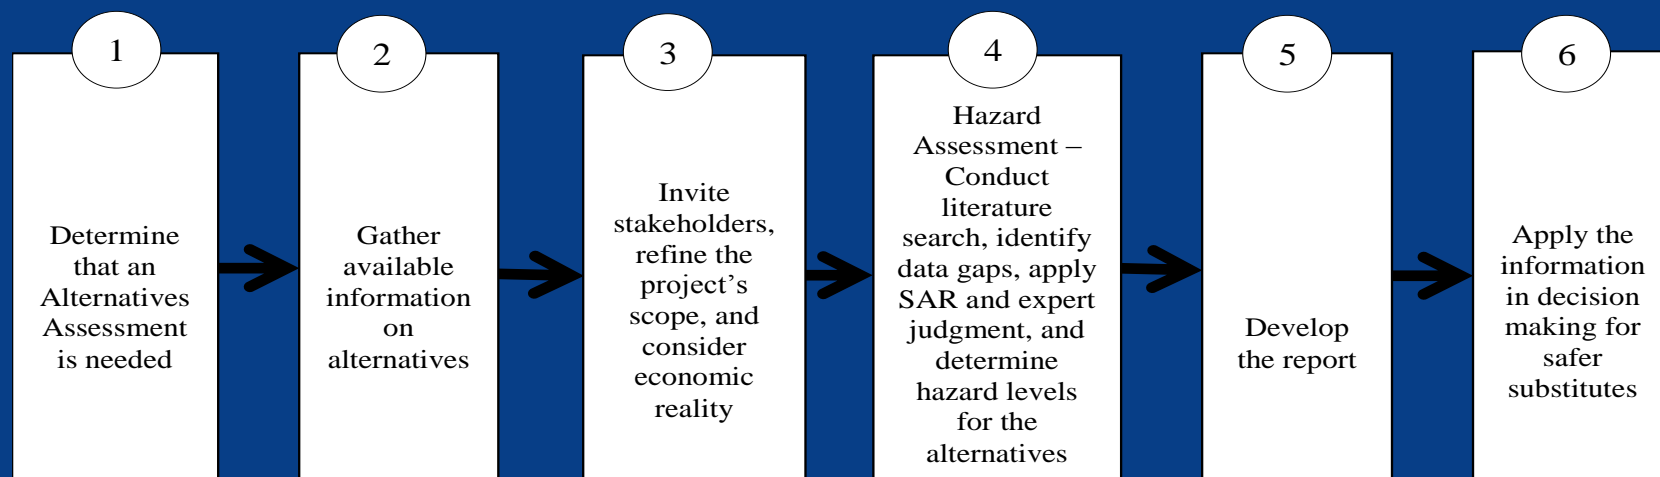 1
Determine
that an
Alternatives
Assessment
is needed
2
Gather
available
information
on
alternatives
3
Invite
stakeholders,
refine the
project’s
scope, and
consider
economic
reality
4
Hazard
Assessment –
Conduct
literature
search, identify
data gaps, apply
SAR and expert
judgment, and
determine
hazard levels
for the
alternatives
5
Develop
the report
6
Apply the
information
in decision
making for
safer
substitutes